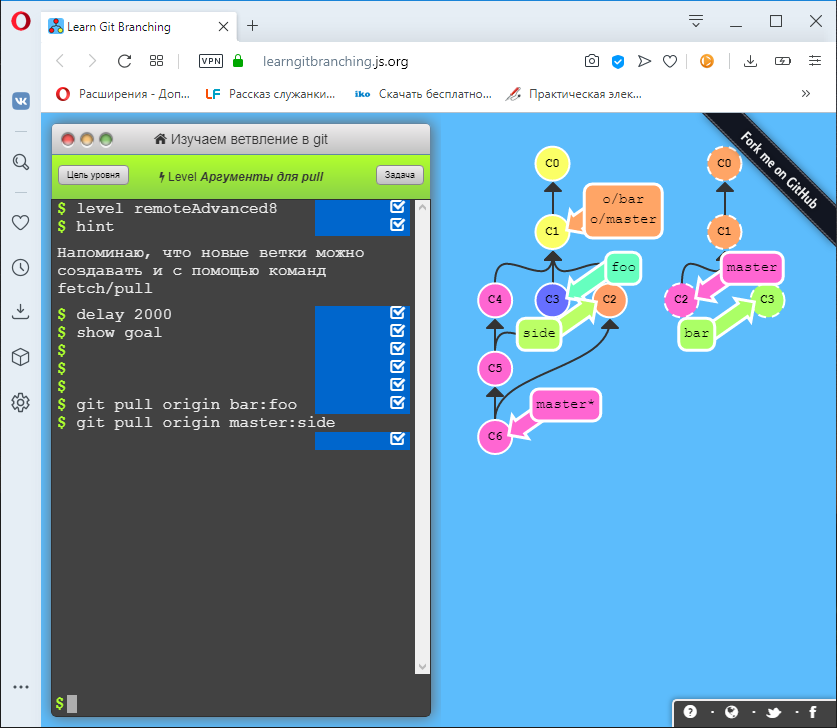 Learn Git Branching
VPN
learngitbranching.js.org
Расширения - Доп...
LF
Рассказ служанки...
iko
Скачать бесплатно...
Практическая элек...
Изучаем ветвление в git
Цель уровня
Level Аргументы для pull
Задача
$ level remoteAdvanced8
$ hint
Напоминаю, что новые ветки можно
создавать и с помощью команд
fetch/pull
$ delay 2000
$ show goal
$
$
$
$ git pull origin bar:foo
$ git pull origin master:side
$
C0
C0
Fork me on GitHub
o/bar
o/master
C1
C1
foo
master
C4
C3
C2
C2
C3
side
bar
C5
master*
C6